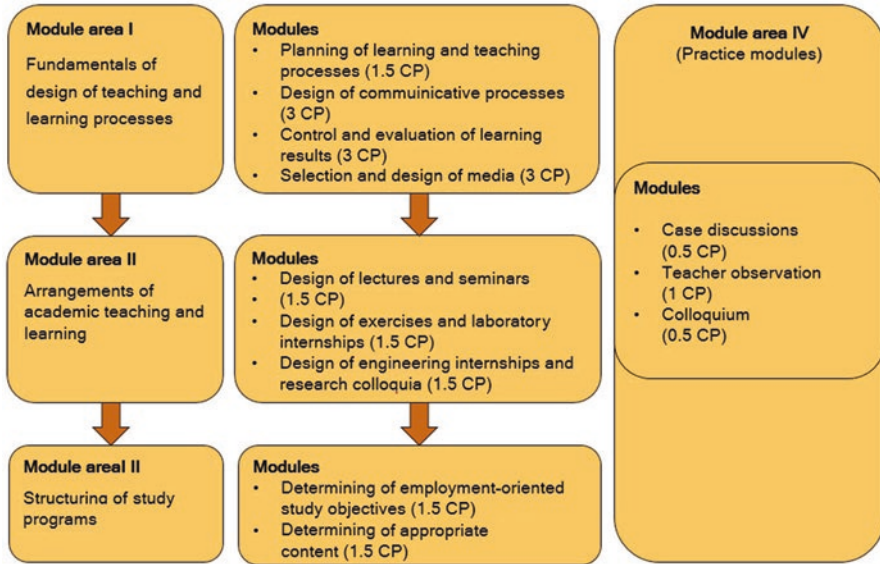 Module area I
Fundamentals of
design of teaching and
learning processes
Modules
• Planning of learning and teaching
processes (1.5 CP)
• Design of commuinicative processes
(3 CP)
• Control and evaluation of learning
results (3 CP)
• Selection and design of media (3 CP)
Module area II
Arrangements of
academic teaching and
learning
Modules
• Design of lectures and seminars
• (1.5 CP)
• Design of exercises and laboratory
internships (1.5 CP)
• Design of engineering internships and
research colloquia (1.5 CP)
Module areaI II
Structuring of study
programs
Modules
• Determining of employment-oriented
study objectives (1.5 CP)
• Determining of appropriate
content (1.5 CP)
Module area IV
(Practice modules)
Modules
• Case discussions
(0.5 CP)
• Teacher observation
(1 CP)
• Colloquium
(0.5 CP)